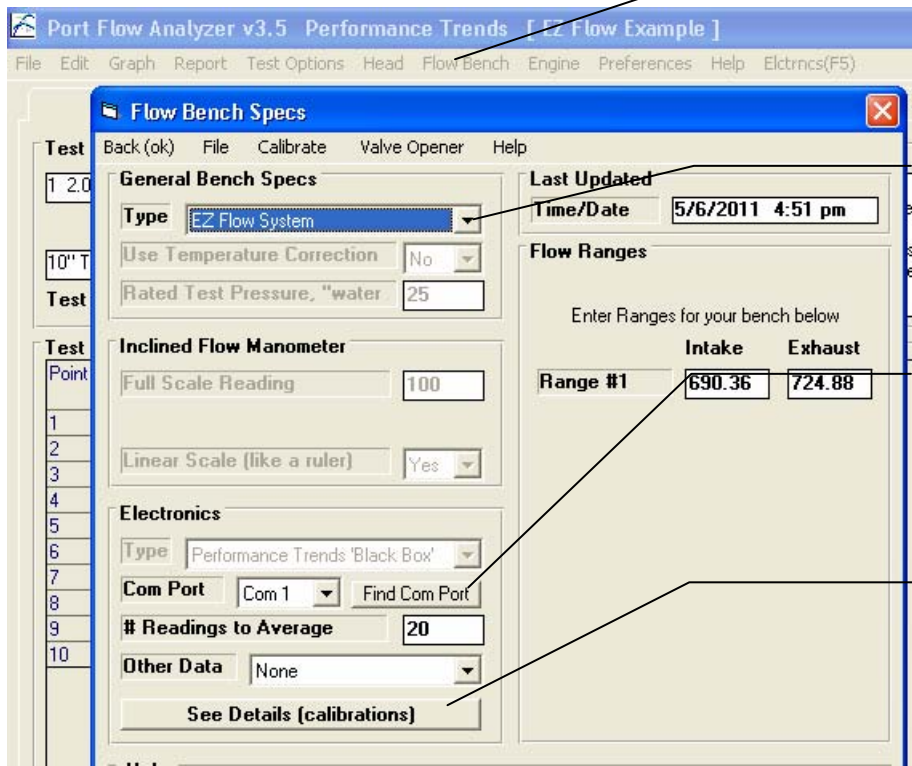 Port Flow Analyzer v3.5 Performance Trends [ EZ Flow Example ]
File Edit Graph Report Test Options Head Flow Bench Engine Preferences Help Elctrncs(F5)
Flow Bench Specs
Back (ok) File Calibrate Valve Opener Help
Test
1 2.0
10" T
Test
Test
Point
1
2
3
4
5
6
7
8
9
10
General Bench Specs
Type EZ Flow System
Use Temperature Correction No
Rated Test Pressure, "water 25
Inclined Flow Manometer
Full Scale Reading 100
Linear Scale (like a ruler) Yes
Electronics
Type Performance Trends 'Black Box'
Com Port Com 1 Find Com Port
# Readings to Average 20
Other Data None
See Details (calibrations)
Last Updated
Time/Date 5/6/2011 4:51 pm
Flow Ranges
Enter Ranges for your bench below
Intake Exhaust
Range #1 690.36 724.88